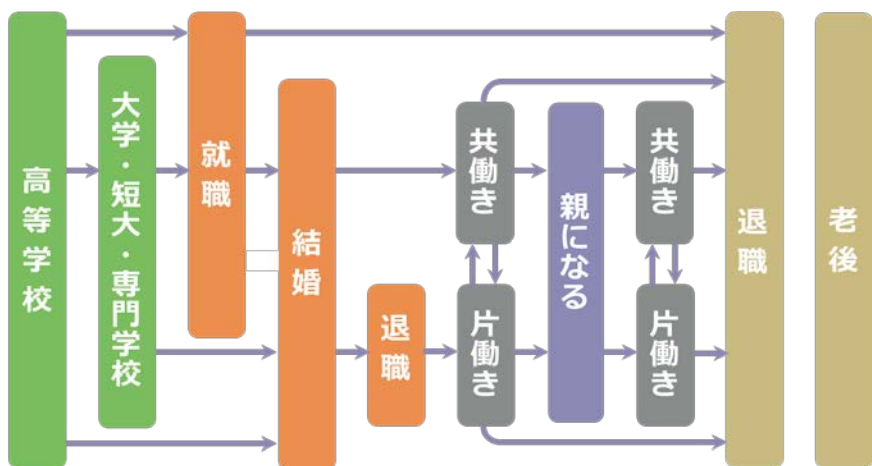 高等学校
大学・短大・専門学校
就職
結婚
退職
共働き
片働き
親になる
共働き
片働き
退職
老後